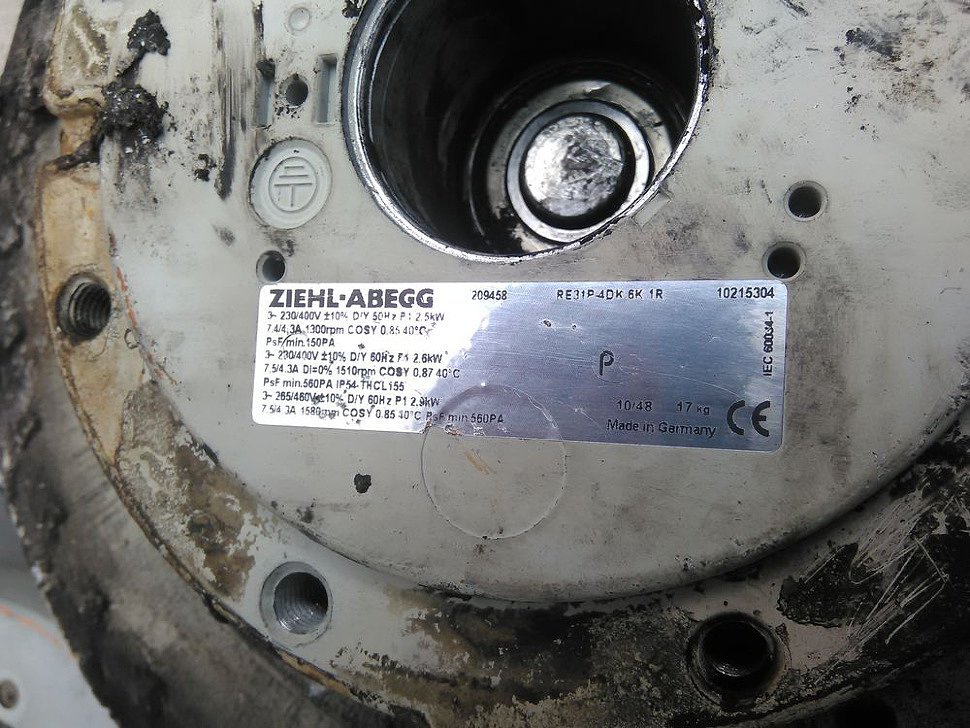 ZIEHL-ABEGG 209458 RE31P-4DK.6K.1R 10215304
3~ 230/400V ±10% D/Y 50Hz P1 2.5kW
7.4/4.3A 1300rpm COSY 0.85 40°C
PsF/min.150PA
3~ 230/400V ±10% D/Y 60Hz P1 2.6kW
7.5/4.3A DI=0% 1510rpm COSY 0.87 40°C
PsF min.560PA IP54 THCL155
3~ 265/460V±10% D/Y 60Hz P1 2.9kW
7.5/4.3A 1580rpm COSY 0.85 40°C PsF.min 560PA
IEC 60034-1
10/48 17 kg
CE
Made in Germany